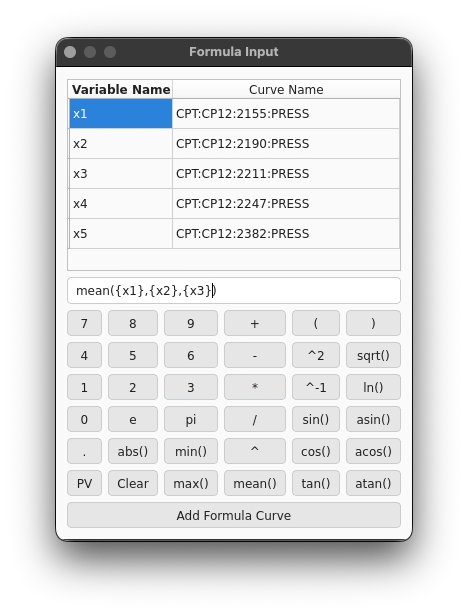 Formula Input
Variable Name Curve Name
x1 CPT:CP12:2155:PRESS
x2 CPT:CP12:2190:PRESS
x3 CPT:CP12:2211:PRESS
x4 CPT:CP12:2247:PRESS
x5 CPT:CP12:2382:PRESS
mean({x1},{x2},{x3})
7 8 9 + ( )
4 5 6 - ^2 sqrt()
1 2 3 * ^-1 ln()
0 e pi / sin() asin()
. abs() min() ^ cos() acos()
PV Clear max() mean() tan() atan()
Add Formula Curve